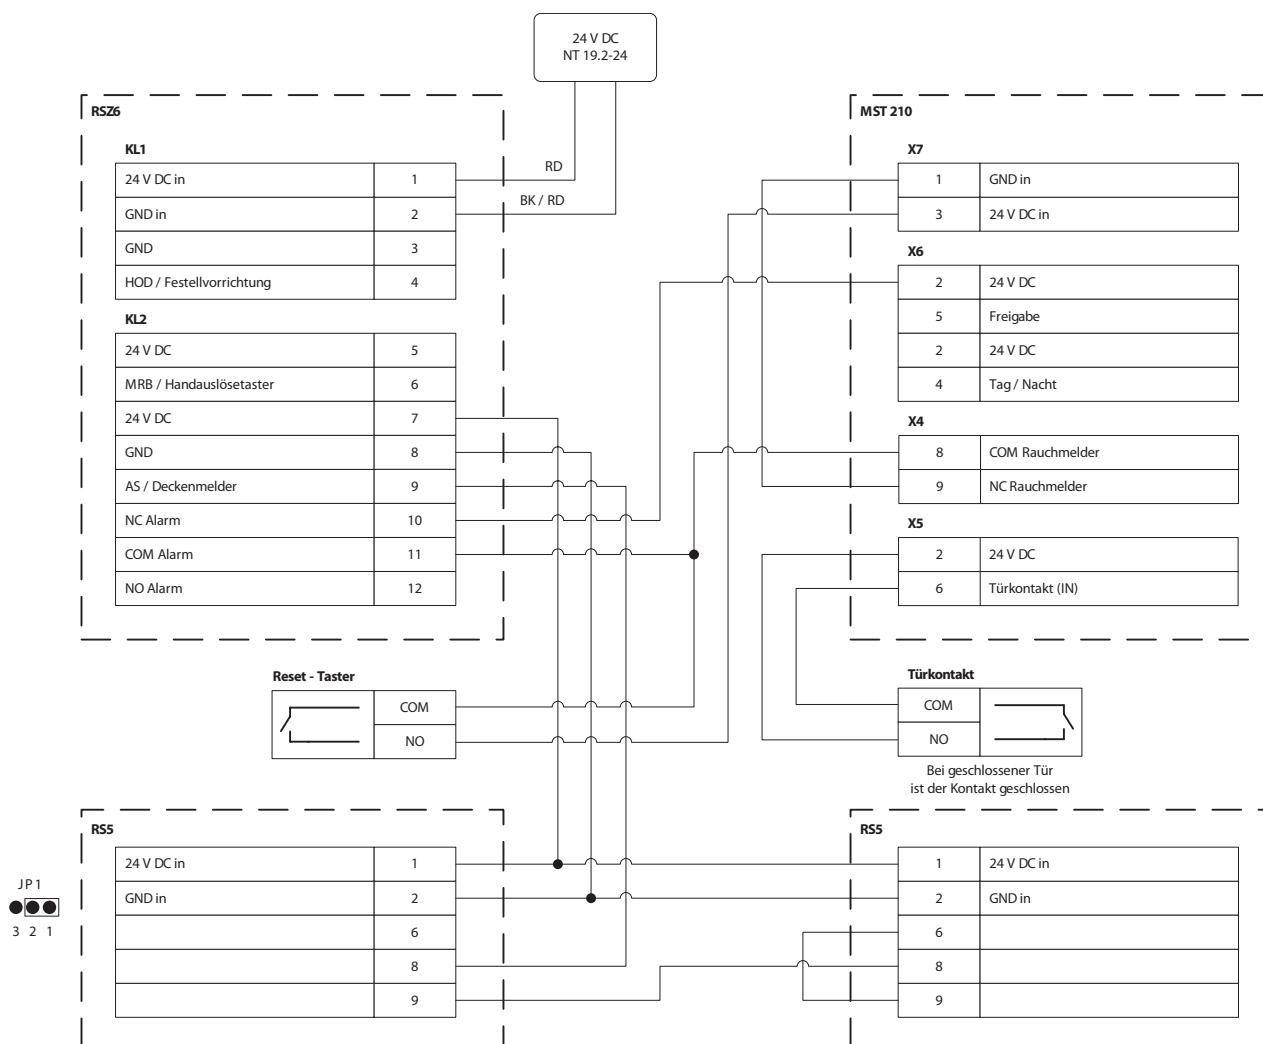 24 V DC
NT 19.2-24
RSZ6
KL1
24 V DC in 1
GND in 2
GND 3
HOD / Festellvorrichtung 4
KL2
24 V DC 5
MRB / Handauslösetaster 6
24 V DC 7
GND 8
AS / Deckenmelder 9
NC Alarm 10
COM Alarm 11
NO Alarm 12
RD
BK / RD
MST 210
X7
1 GND in
3 24 V DC in
X6
2 24 V DC
5 Freigabe
2 24 V DC
4 Tag / Nacht
X4
8 COM Rauchmelder
9 NC Rauchmelder
X5
2 24 V DC
6 Türkontakt (IN)
Reset - Taster
COM
NO
Türkontakt
COM
NO
Bei geschlossener Tür
ist der Kontakt geschlossen
RS5
24 V DC in 1
GND in 2
6
8
9
JP1
3 2 1
RS5
1 24 V DC in
2 GND in
6
8
9